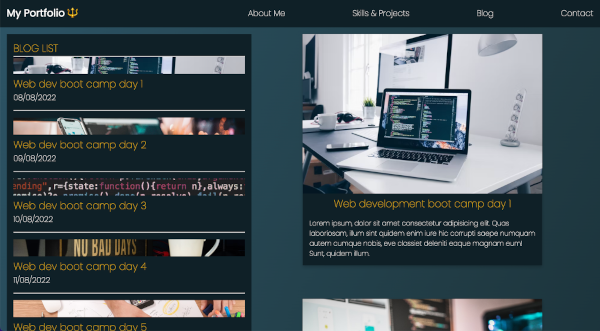 My Portfolio
About Me
Skills & Projects
Blog
Contact
BLOG LIST
Web dev boot camp day 1
08/08/2022
Web dev boot camp day 2
09/08/2022
ending",r={state:function(){return n},always:
Web dev boot camp day 3
10/08/2022
NO BAD DAYS
Web dev boot camp day 4
11/08/2022
Web dev boot camp day 5
Web development boot camp day 1
Lorem ipsum, dolor sit amet consectetur adipisicing elit. Quas
laboriosam, illum sint quidem enim iure hic corrupti saepe numquam
autem cumque nobis, eve classiet deleniti eaque magnam eum!
Sunt, quidem illum.